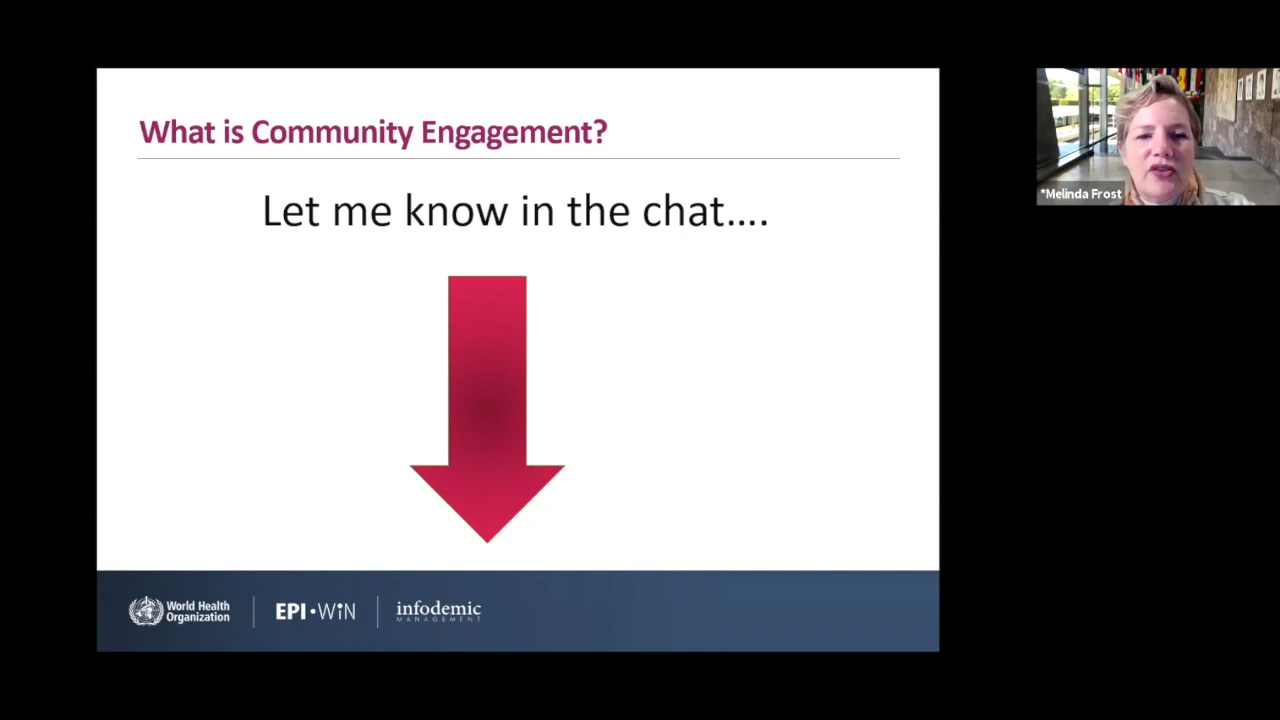 What is Community Engagement?
Let me know in the chat....
*Melinda Frost
World Health
Organization
EPI•WiN
infodemic
MANAGEMENT